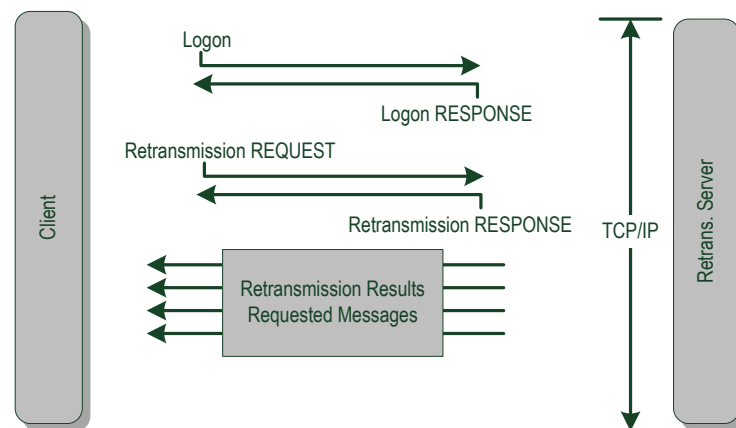 Logon
Logon RESPONSE
Retransmission REQUEST
Retransmission RESPONSE
Client
TCP/IP
Retrans. Server
Retransmission Results
Requested Messages